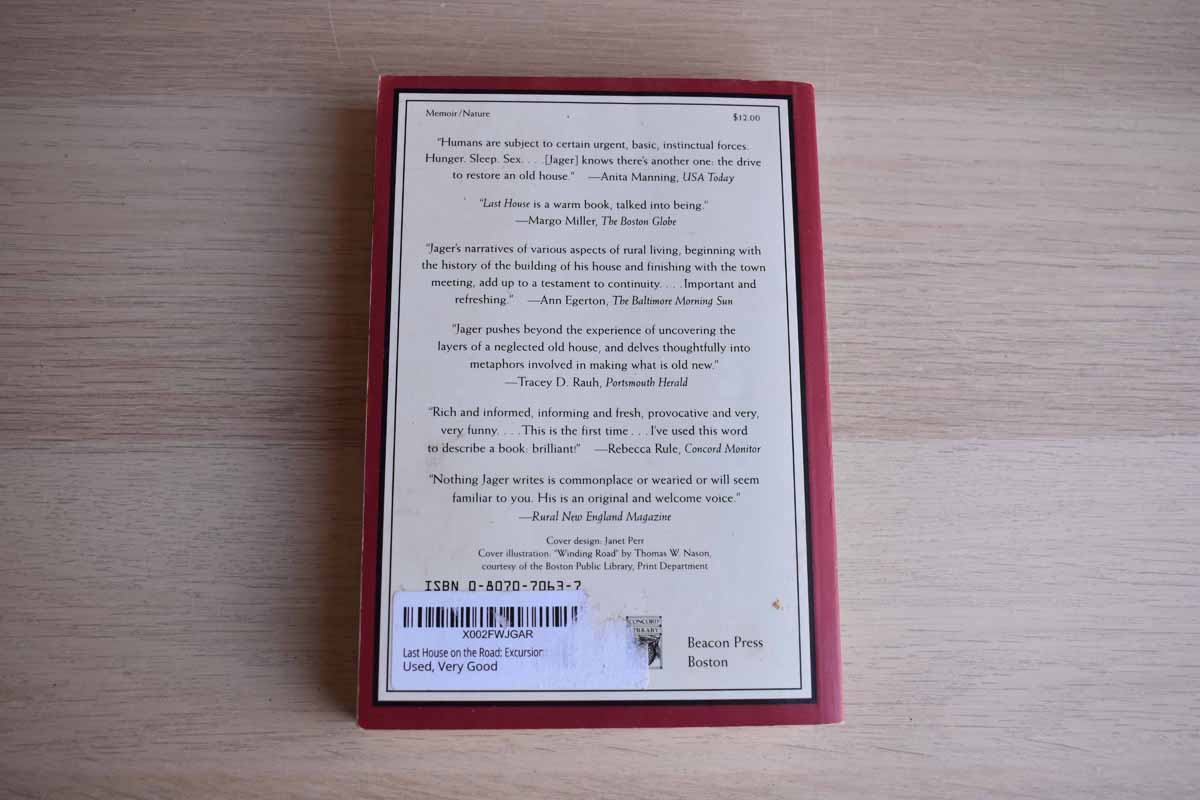 Memoir/Nature
$12.00
"Humans are subject to certain urgent, basic, instinctual forces.
Hunger. Sleep. Sex. . . .[Jager] knows there's another one: the drive
to restore an old house." —Anita Manning, USA Today
"Last House is a warm book, talked into being."
—Margo Miller, The Boston Globe
"Jager's narratives of various aspects of rural living, beginning with
the history of the building of his house and finishing with the town
meeting, add up to a testament to continuity. . . .Important and
refreshing." —Ann Egerton, The Baltimore Morning Sun
"Jager pushes beyond the experience of uncovering the
layers of a neglected old house, and delves thoughtfully into
metaphors involved in making what is old new."
—Tracey D. Rauh, Portsmouth Herald
"Rich and informed, informing and fresh, provocative and very,
very funny. . . .This is the first time . . . I've used this word
to describe a book: brilliant!" —Rebecca Rule, Concord Monitor
"Nothing Jager writes is commonplace or wearied or will seem
familiar to you. His is an original and welcome voice."
—Rural New England Magazine
Cover design: Janet Perr
Cover illustration: "Winding Road" by Thomas W. Nason,
courtesy of the Boston Public Library, Print Department
ISBN 0-8070-7063-7
X002FWJGAR
Last House on the Road: Excursion
Used, Very Good
CONCORD
LIBRARY
Beacon Press
Boston